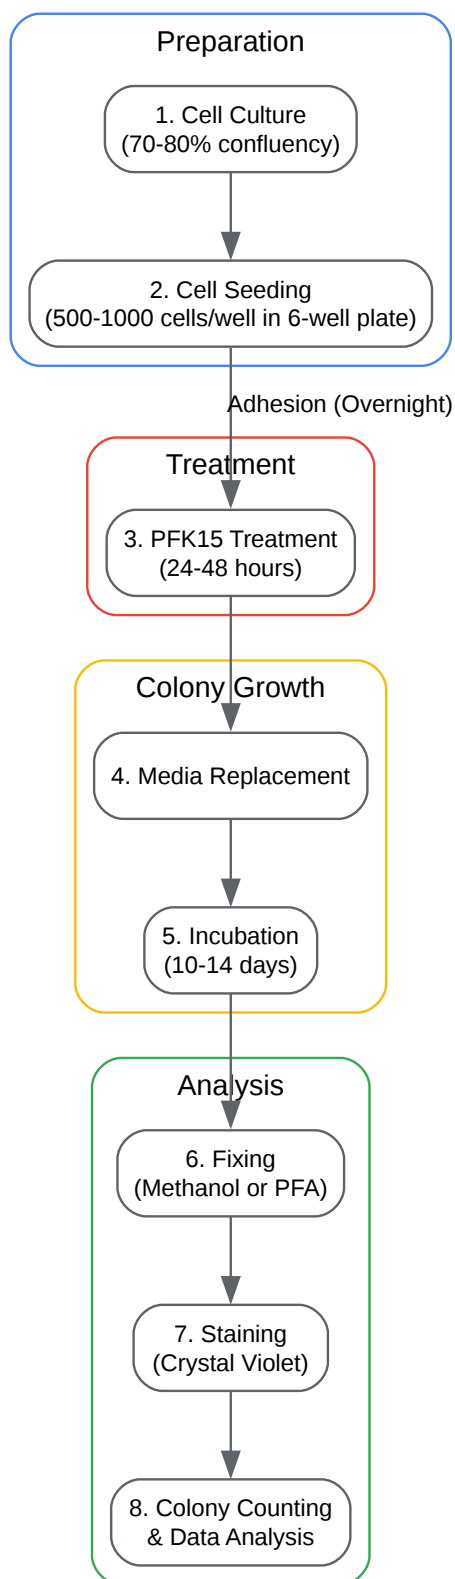 Preparation
1. Cell Culture
(70-80% confluency)
2. Cell Seeding
(500-1000 cells/well in 6-well plate)
Adhesion (Overnight)
Treatment
3. PFK15 Treatment
(24-48 hours)
Colony Growth
4. Media Replacement
5. Incubation
(10-14 days)
Analysis
6. Fixing
(Methanol or PFA)
7. Staining
(Crystal Violet)
8. Colony Counting
& Data Analysis